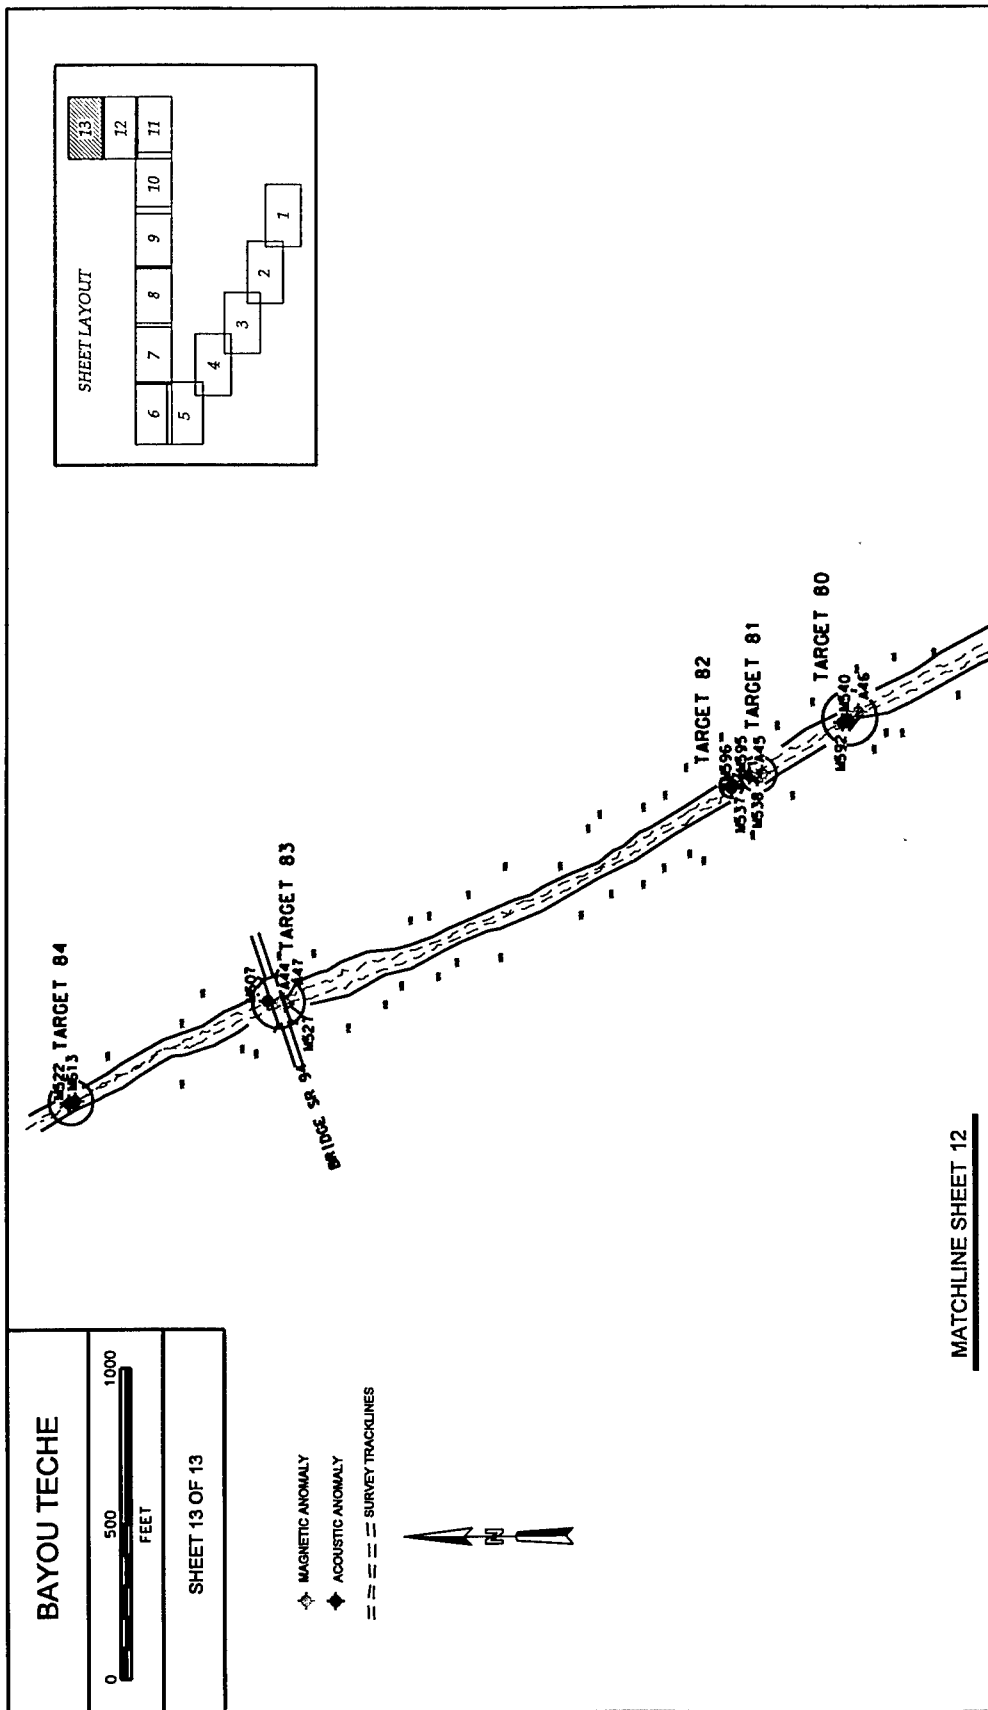 BAYOU TECHE
0 500 1000
FEET
SHEET 13 OF 13
MAGNETIC ANOMALY
ACOUSTIC ANOMALY
SURVEY TRACKLINES
N
SHEET LAYOUT
13
12
6 7 8 9 10 11
5
4
3
2
1
M522 TARGET 84
M513
M507
A44 TARGET 83
A47
M527
BRIDGE SR 94
TARGET 82
M596
M595
M537
TARGET 81
M538 A45
TARGET 80
M540
M592 A46
MATCHLINE SHEET 12